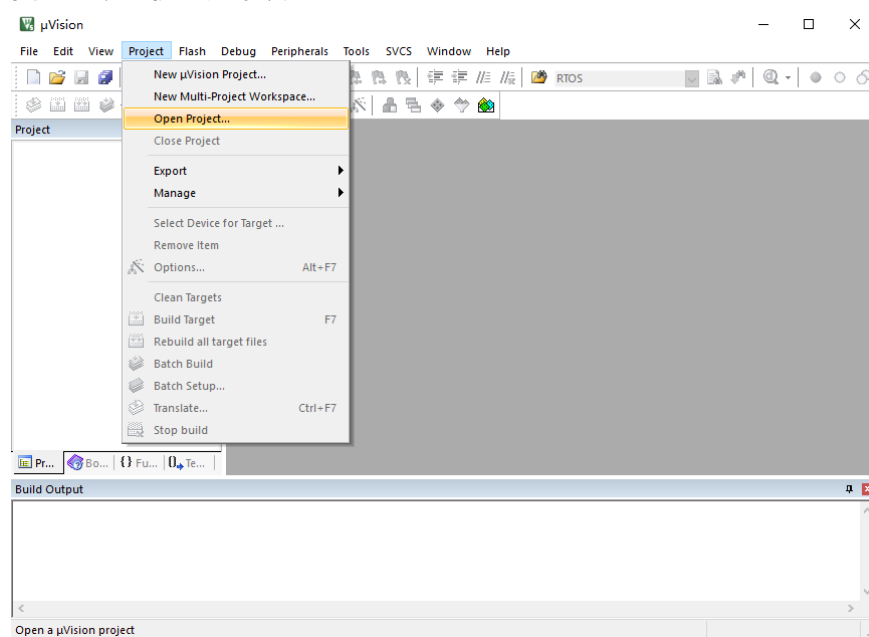 µVision
File Edit View Project Flash Debug Peripherals Tools SVCS Window Help
RTOS
Project
New µVision Project...
New Multi-Project Workspace...
Open Project...
Close Project
Export
Manage
Select Device for Target ...
Remove Item
Options... Alt+F7
Clean Targets
Build Target F7
Rebuild all target files
Batch Build
Batch Setup...
Translate... Ctrl+F7
Stop build
Pr... Bo... {} Fu... Te...
Build Output
Open a µVision project